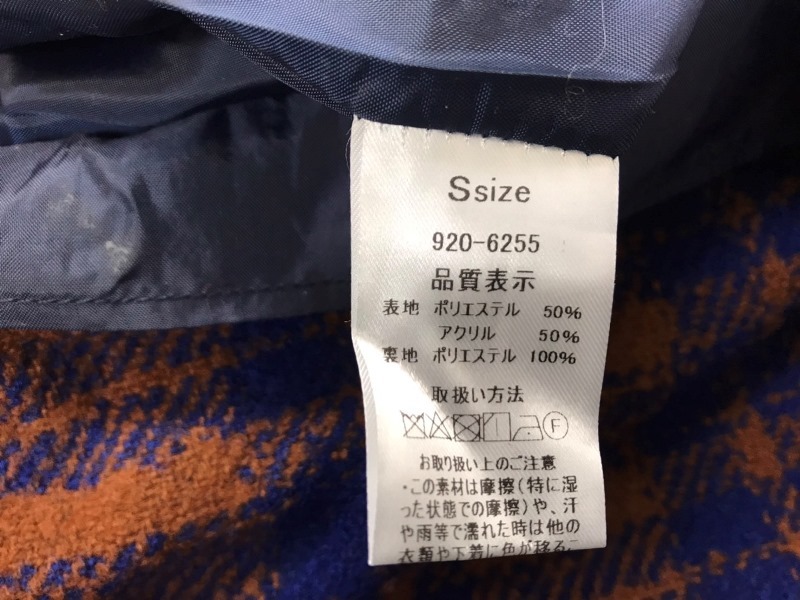 Ssize
920-6255
品質表示
表地 ポリエステル 50%
アクリル 50%
裏地 ポリエステル 100%
取扱い方法
F
お取り扱い上のご注意
・この素材は摩擦(特に湿
った状態での摩擦)や、汗
や雨等で濡れた時は他の
衣類や下着に色が移るこ